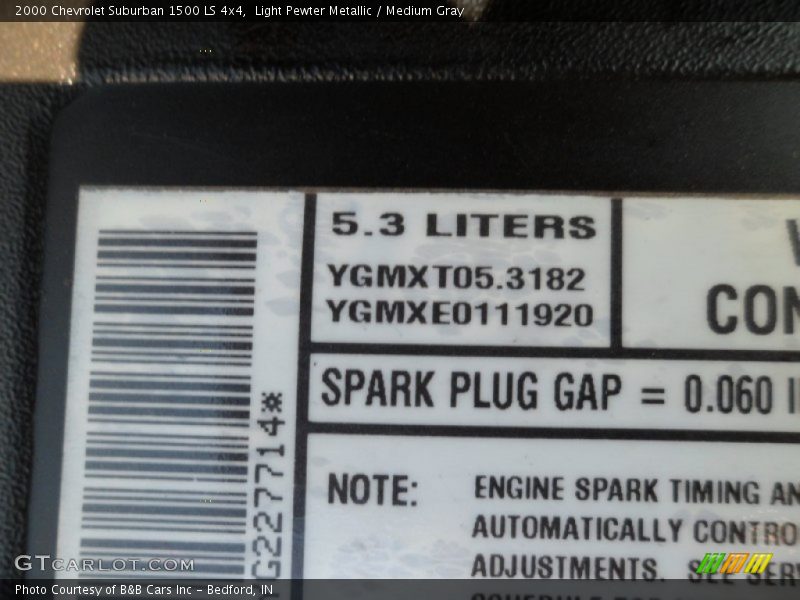 2000 Chevrolet Suburban 1500 LS 4x4,  Light Pewter Metallic / Medium Gray
5.3 LITERS
YGMXT05.3182
YGMXE0111920
CON
SPARK PLUG GAP = 0.060
NOTE:
ENGINE SPARK TIMING AN
AUTOMATICALLY CONTRO
ADJUSTMENTS. SEE SER
G227714*
GTCARLOT.COM
Photo Courtesy of B&B Cars Inc – Bedford, IN